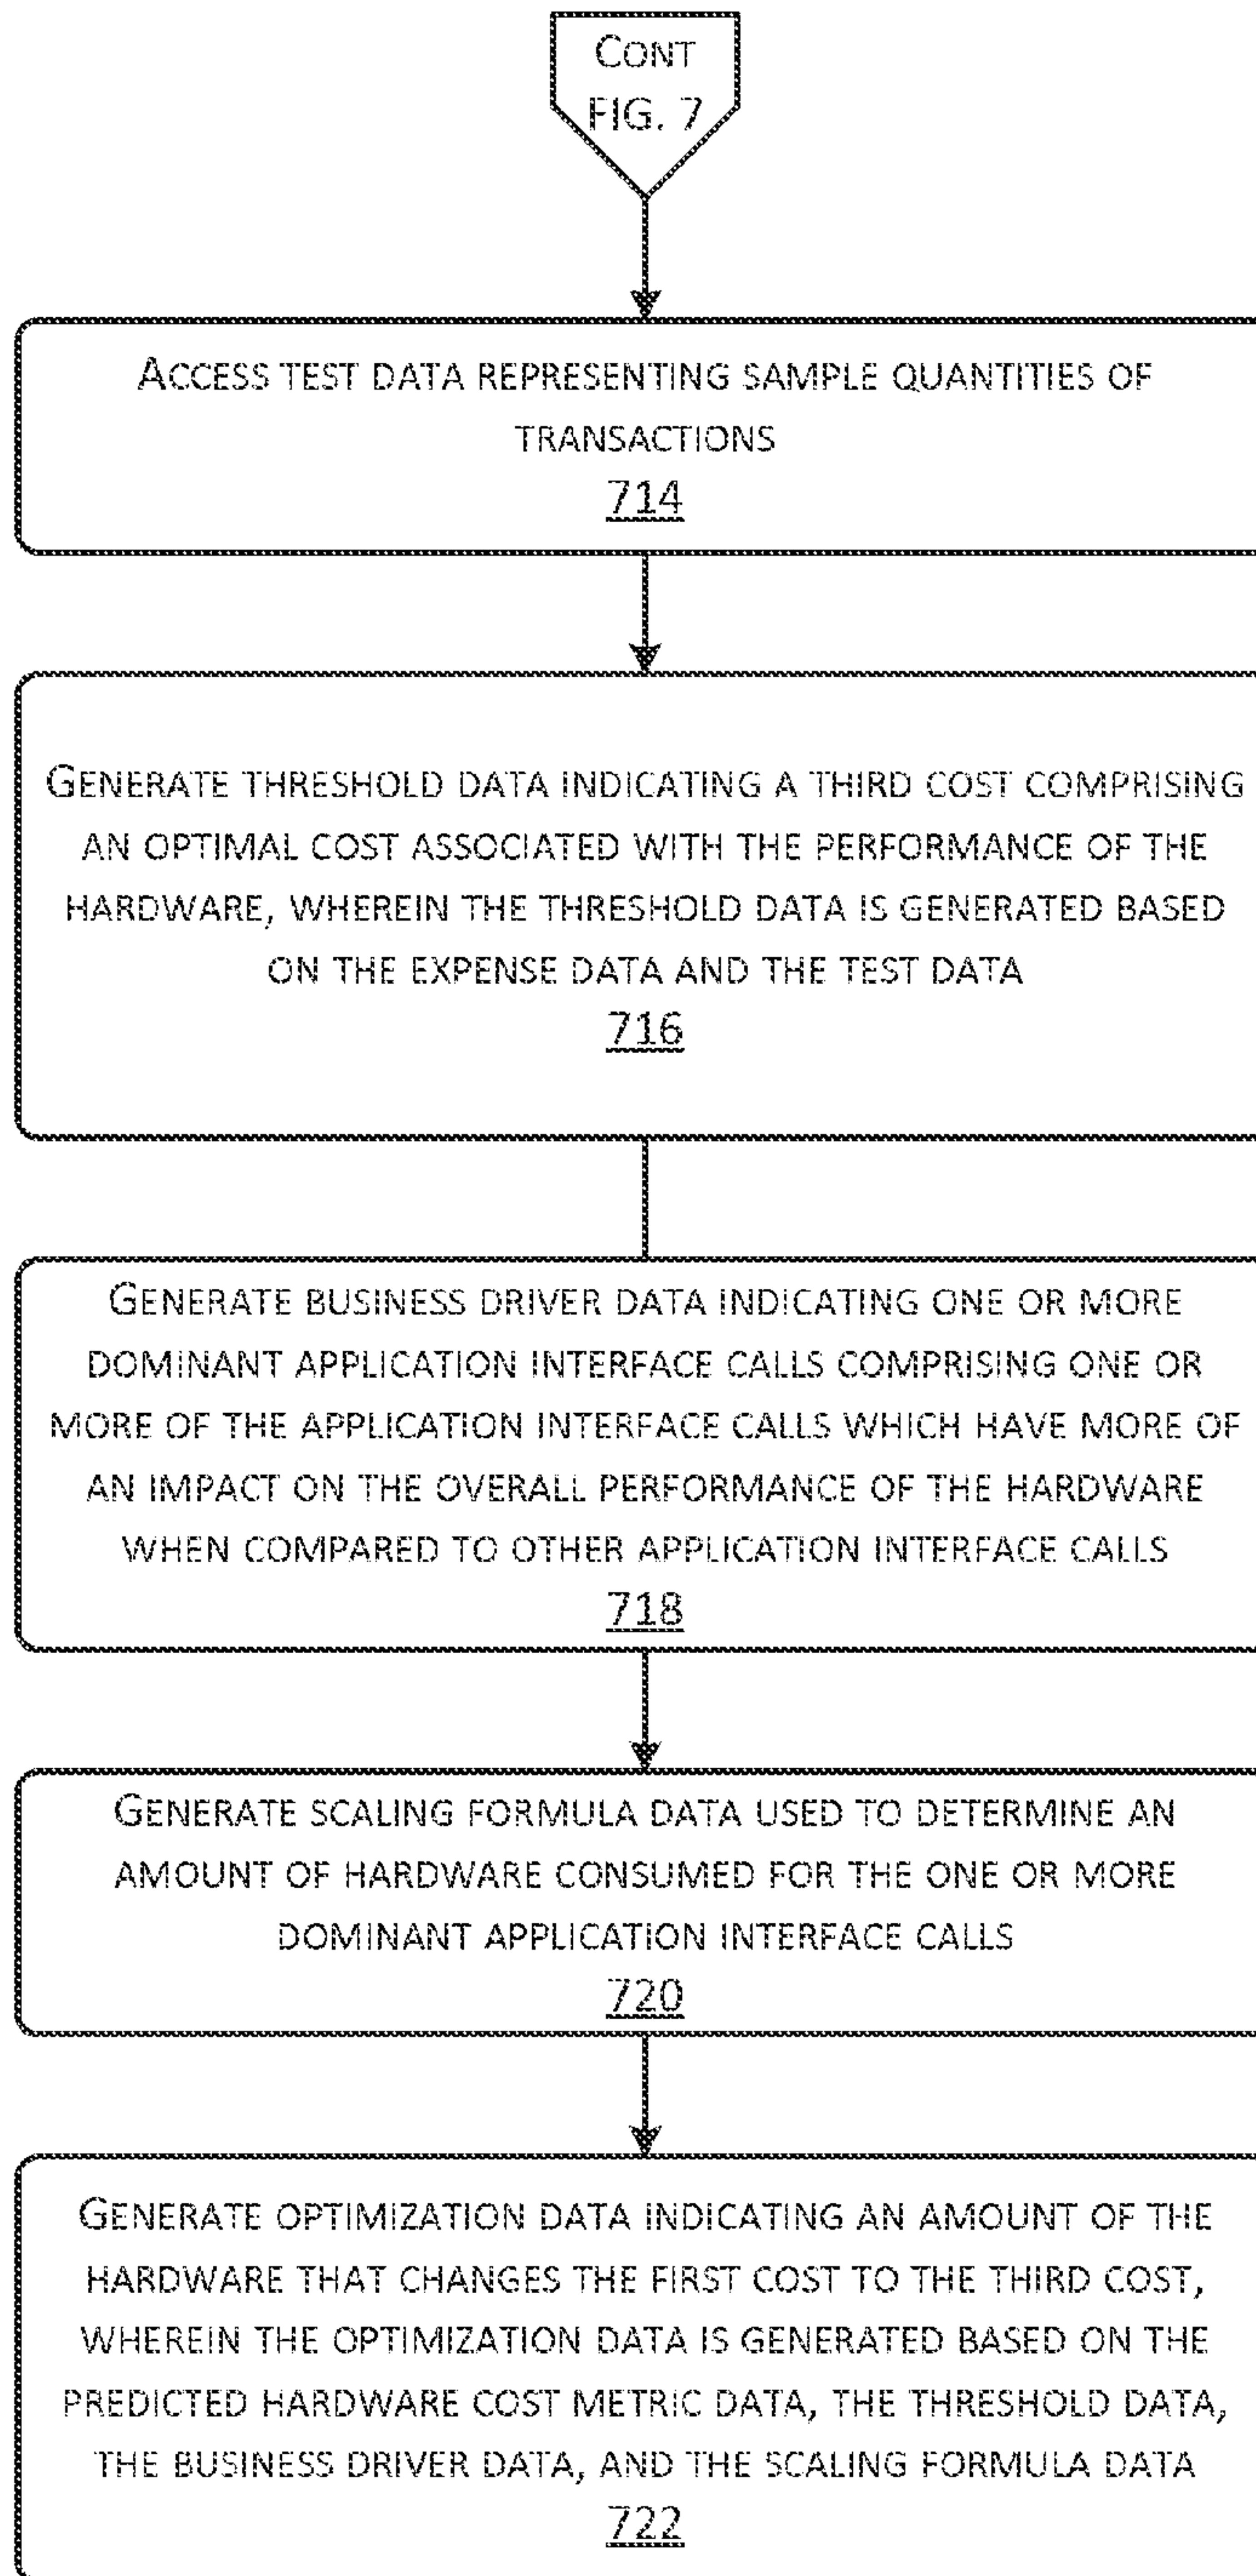 CONT
FIG. 7
ACCESS TEST DATA REPRESENTING SAMPLE QUANTITIES OF
TRANSACTIONS
714
GENERATE THRESHOLD DATA INDICATING A THIRD COST COMPRISING
AN OPTIMAL COST ASSOCIATED WITH THE PERFORMANCE OF THE
HARDWARE, WHEREIN THE THRESHOLD DATA IS GENERATED BASED
ON THE EXPENSE DATA AND THE TEST DATA
716
GENERATE BUSINESS DRIVER DATA INDICATING ONE OR MORE
DOMINANT APPLICATION INTERFACE CALLS COMPRISING ONE OR
MORE OF THE APPLICATION INTERFACE CALLS WHICH HAVE MORE OF
AN IMPACT ON THE OVERALL PERFORMANCE OF THE HARDWARE
WHEN COMPARED TO OTHER APPLICATION INTERFACE CALLS
718
GENERATE SCALING FORMULA DATA USED TO DETERMINE AN
AMOUNT OF HARDWARE CONSUMED FOR THE ONE OR MORE
DOMINANT APPLICATION INTERFACE CALLS
720
GENERATE OPTIMIZATION DATA INDICATING AN AMOUNT OF THE
HARDWARE THAT CHANGES THE FIRST COST TO THE THIRD COST,
WHEREIN THE OPTIMIZATION DATA IS GENERATED BASED ON THE
PREDICTED HARDWARE COST METRIC DATA, THE THRESHOLD DATA,
THE BUSINESS DRIVER DATA, AND THE SCALING FORMULA DATA
722